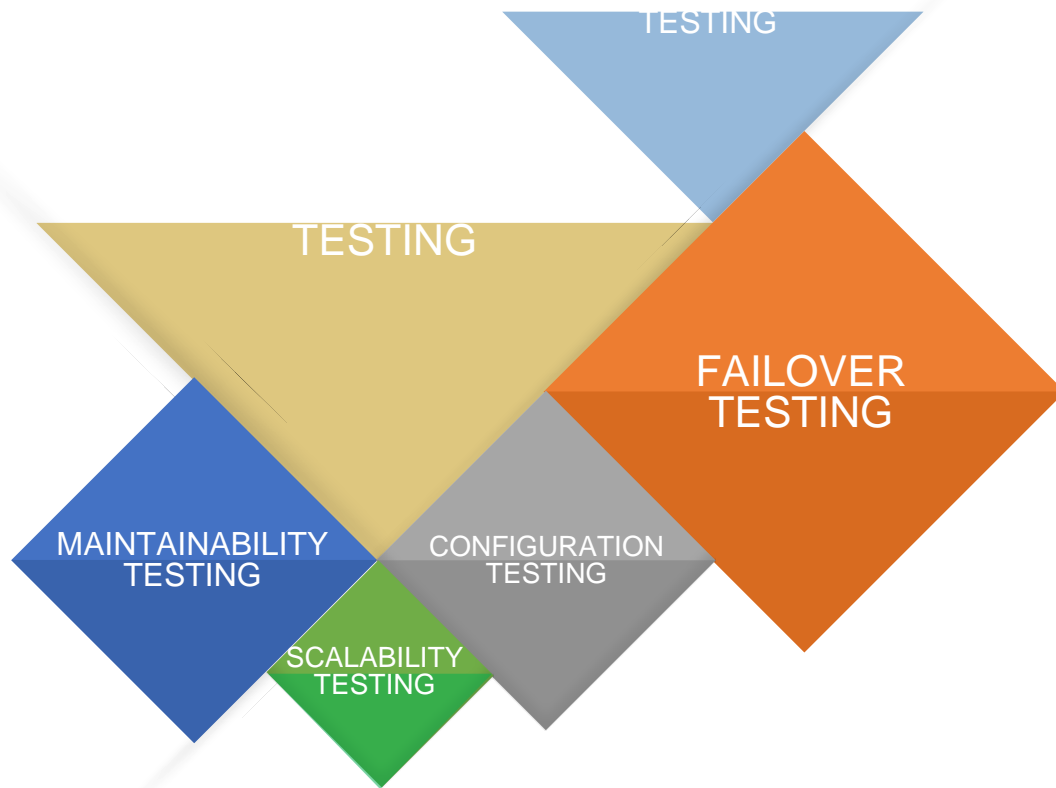 TESTING
TESTING
FAILOVER
TESTING
MAINTAINABILITY
TESTING
CONFIGURATION
TESTING
SCALABILITY
TESTING